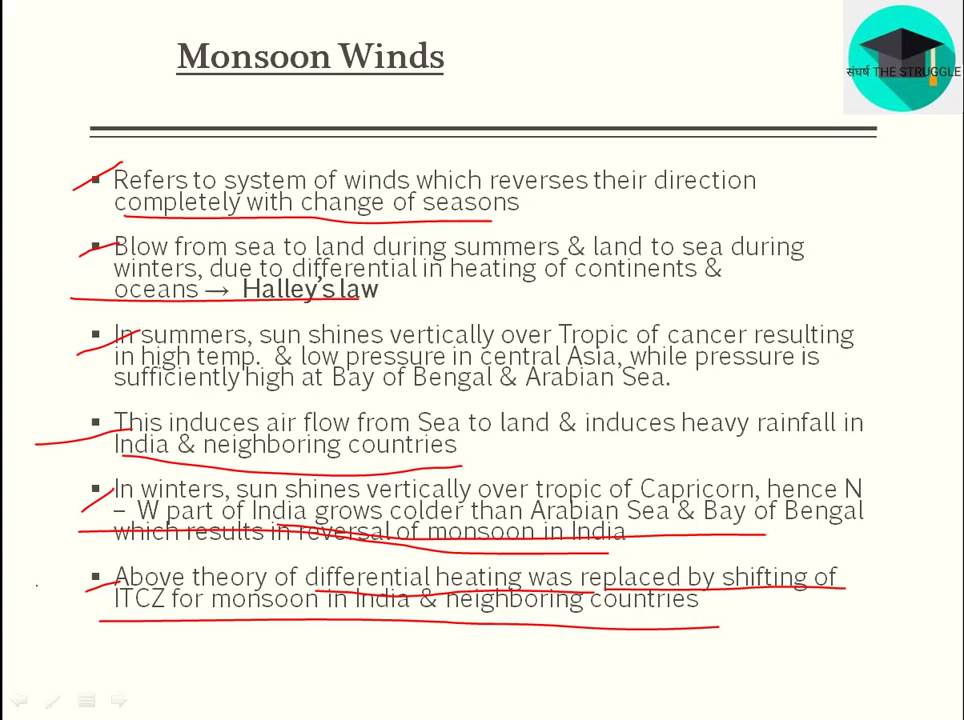 Monsoon Winds
संघर्ष THE STRUGGLE
▪ Refers to system of winds which reverses their direction
completely with change of seasons
▪ Blow from sea to land during summers & land to sea during
winters, due to differential in heating of continents &
oceans → Halley's law
▪ In summers, sun shines vertically over Tropic of cancer resulting
in high temp. & low pressure in central Asia, while pressure is
sufficiently high at Bay of Bengal & Arabian Sea.
▪ This induces air flow from Sea to land & induces heavy rainfall in
India & neighboring countries
▪ In winters, sun shines vertically over tropic of Capricorn, hence N
– W part of India grows colder than Arabian Sea & Bay of Bengal
which results in reversal of monsoon in India
▪ Above theory of differential heating was replaced by shifting of
ITCZ for monsoon in India & neighboring countries